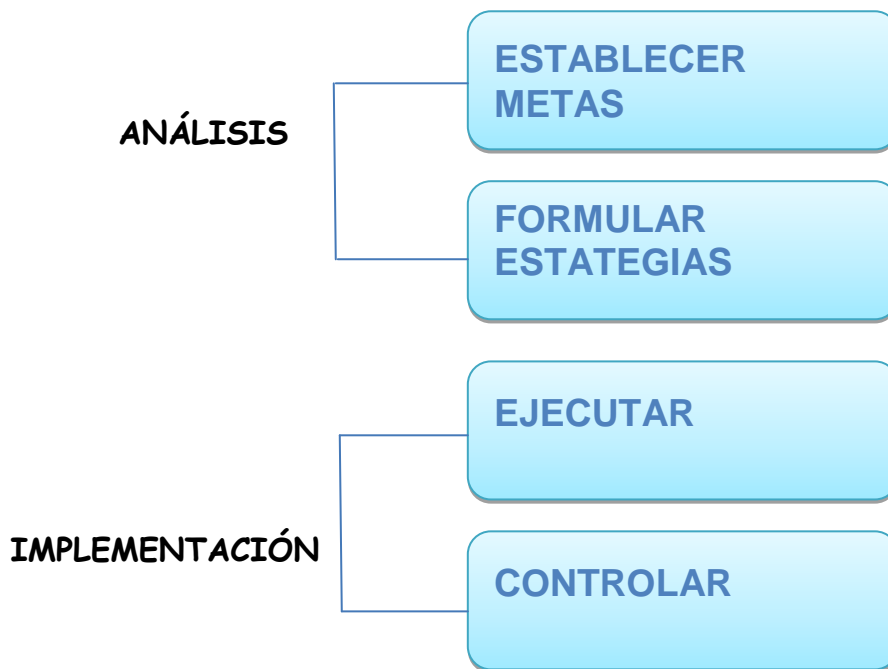 ANÁLISIS
ESTABLECER
METAS
FORMULAR
ESTATEGIAS
IMPLEMENTACIÓN
EJECUTAR
CONTROLAR